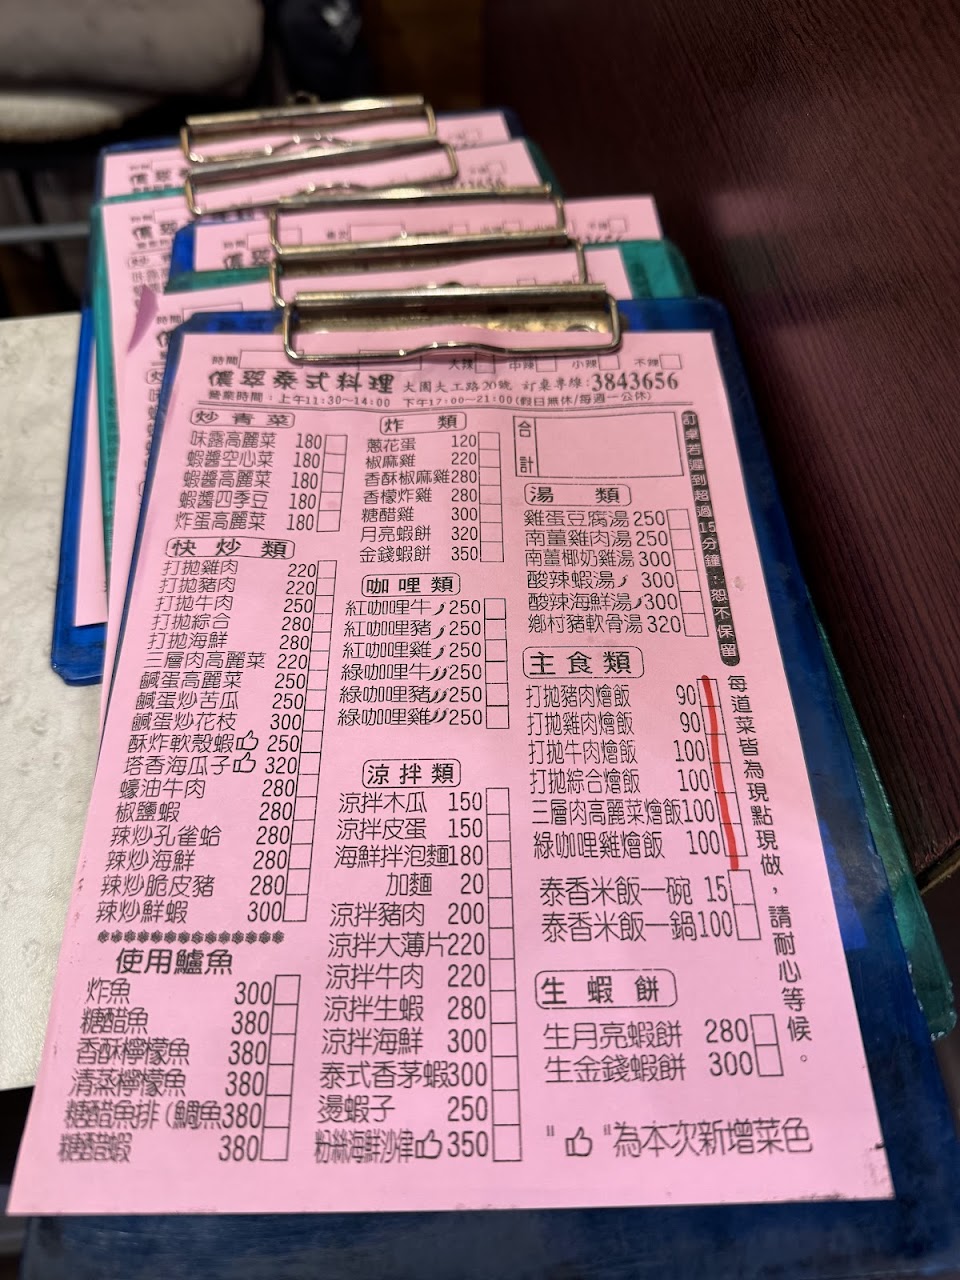 時間 大辣 中辣 小辣 不辣
儂翠泰式料理 大園大工路20號 訂桌專線:3843656
營業時間:上午11:30~14:00 下午17:00~21:00(假日無休/每週一公休)
炒青菜
味露高麗菜 180
蝦醬空心菜 180
蝦醬高麗菜 180
蝦醬四季豆 180
炸蛋高麗菜 180
快炒類
打拋雞肉 220
打拋豬肉 220
打拋牛肉 250
打拋綜合 280
打拋海鮮 280
三層肉高麗菜 220
鹹蛋高麗菜 250
鹹蛋炒苦瓜 250
鹹蛋炒花枝 300
酥炸軟殼蝦 250
塔香海瓜子 320
蠔油牛肉 280
椒鹽蝦 280
辣炒孔雀蛤 280
辣炒海鮮 280
辣炒脆皮豬 280
辣炒鮮蝦 300
使用鱸魚
炸魚 300
糖醋魚 380
香酥檸檬魚 380
清蒸檸檬魚 380
糖醋魚排(鯛魚380
糖醋蝦 380
炸類
蔥花蛋 120
椒麻雞 220
香酥椒麻雞280
香檬炸雞 280
糖醋雞 300
月亮蝦餅 320
金錢蝦餅 350
咖哩類
紅咖哩牛 250
紅咖哩豬 250
紅咖哩雞 250
綠咖哩牛 250
綠咖哩豬 250
綠咖哩雞 250
涼拌類
涼拌木瓜 150
涼拌皮蛋 150
海鮮拌泡麵180
加麵 20
涼拌豬肉 200
涼拌大薄片220
涼拌牛肉 220
涼拌生蝦 280
涼拌海鮮 300
泰式香茅蝦300
燙蝦子 250
粉絲海鮮沙律 350
合計
湯類
雞蛋豆腐湯 250
南薑雞肉湯 250
南薑椰奶雞湯 300
酸辣蝦湯 300
酸辣海鮮湯 300
鄉村豬軟骨湯 320
主食類
打拋豬肉燴飯 90
打拋雞肉燴飯 90
打拋牛肉燴飯 100
打拋綜合燴飯 100
三層肉高麗菜燴飯100
綠咖哩雞燴飯 100
泰香米飯一碗 15
泰香米飯一鍋100
生蝦餅
生月亮蝦餅 280
生金錢蝦餅 300
"👍"為本次新增菜色
訂桌若遲到超過15分鐘,恕不保留
每道菜皆為現點現做,請耐心等候。